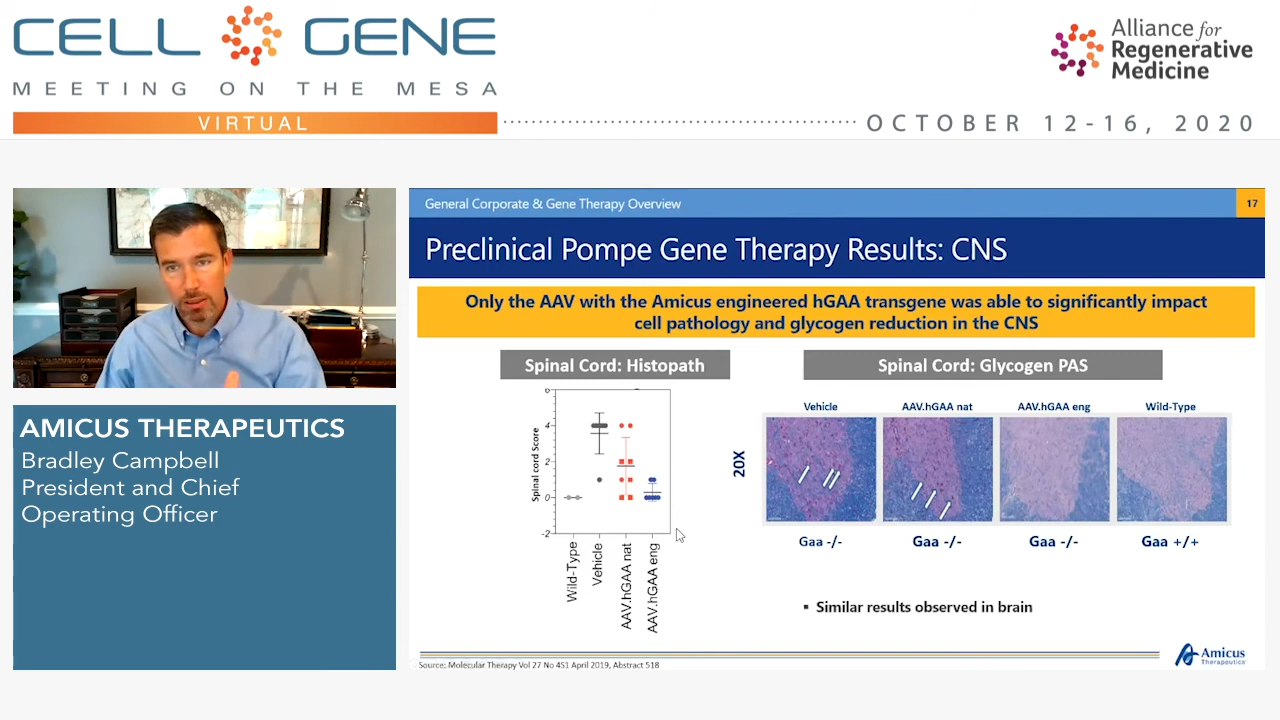 CELL GENE
MEETING ON THE MESA
VIRTUAL
OCTOBER 12-16, 2020
Alliance for
Regenerative
Medicine
AMICUS THERAPEUTICS
Bradley Campbell
President and Chief
Operating Officer
General Corporate & Gene Therapy Overview
17
Preclinical Pompe Gene Therapy Results: CNS
Only the AAV with the Amicus engineered hGAA transgene was able to significantly impact
cell pathology and glycogen reduction in the CNS
Spinal Cord: Histopath
Spinal cord Score
6
4
2
0
-2
Wild-Type
Vehicle
AAV.hGAA nat
AAV.hGAA eng
Spinal Cord: Glycogen PAS
Vehicle AAV.hGAA nat AAV.hGAA eng Wild-Type
20X
Gaa -/- Gaa -/- Gaa -/- Gaa +/+
▪ Similar results observed in brain
Source: Molecular Therapy Vol 27 No 4S1 April 2019, Abstract 518
Amicus
Therapeutics